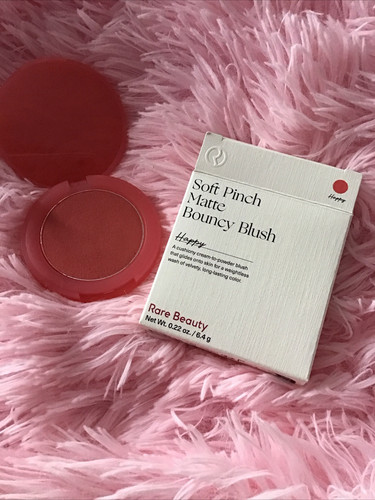 Happy
Soft Pinch
Matte
Bouncy Blush
Happy
A cushiony cream-to-powder blush
that glides onto skin for a weightless
wash of velvety, long-lasting color.
Rare Beauty
Net Wt. 0.22 oz. / 6.4 g